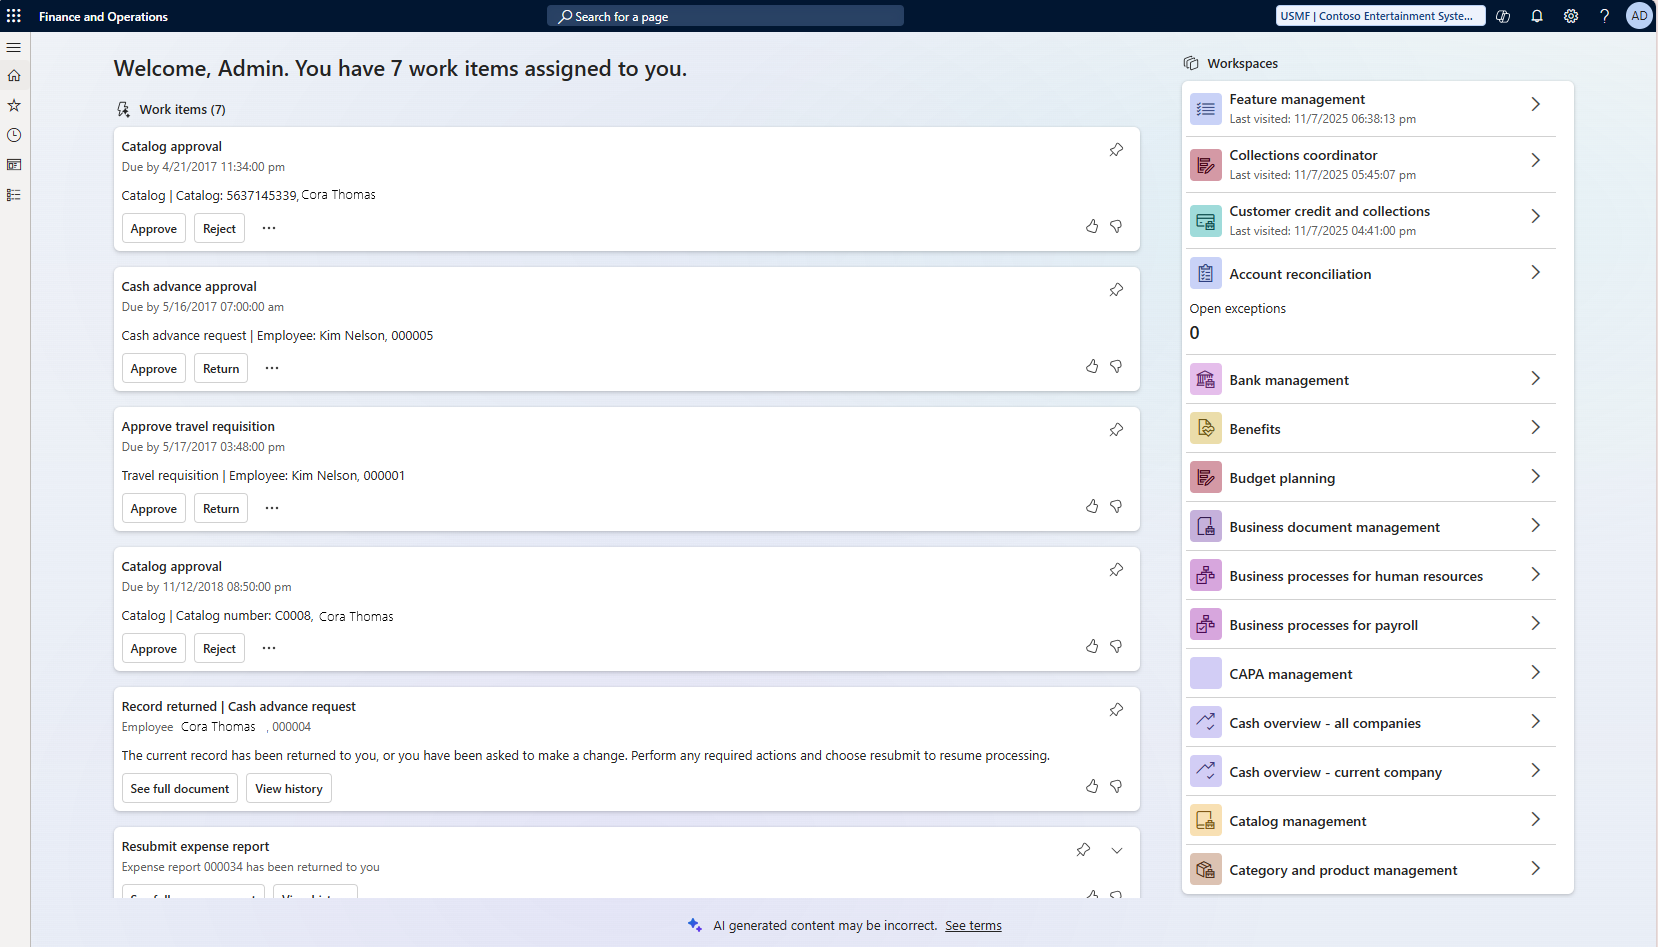 Finance and Operations
Search for a page
USMF | Contoso Entertainment Syste...
AD
Welcome, Admin. You have 7 work items assigned to you.
Work items (7)
Catalog approval
Due by 4/21/2017 11:34:00 pm
Catalog | Catalog: 5637145339, Cora Thomas
Approve
Reject
Cash advance approval
Due by 5/16/2017 07:00:00 am
Cash advance request | Employee: Kim Nelson, 000005
Approve
Return
Approve travel requisition
Due by 5/17/2017 03:48:00 pm
Travel requisition | Employee: Kim Nelson, 000001
Approve
Return
Catalog approval
Due by 11/12/2018 08:50:00 pm
Catalog | Catalog number: C0008, Cora Thomas
Approve
Reject
Record returned | Cash advance request
Employee Cora Thomas , 000004
The current record has been returned to you, or you have been asked to make a change. Perform any required actions and choose resubmit to resume processing.
See full document
View history
Resubmit expense report
Expense report 000034 has been returned to you
Workspaces
Feature management
Last visited: 11/7/2025 06:38:13 pm
Collections coordinator
Last visited: 11/7/2025 05:45:07 pm
Customer credit and collections
Last visited: 11/7/2025 04:41:00 pm
Account reconciliation
Open exceptions
0
Bank management
Benefits
Budget planning
Business document management
Business processes for human resources
Business processes for payroll
CAPA management
Cash overview - all companies
Cash overview - current company
Catalog management
Category and product management
AI generated content may be incorrect. See terms